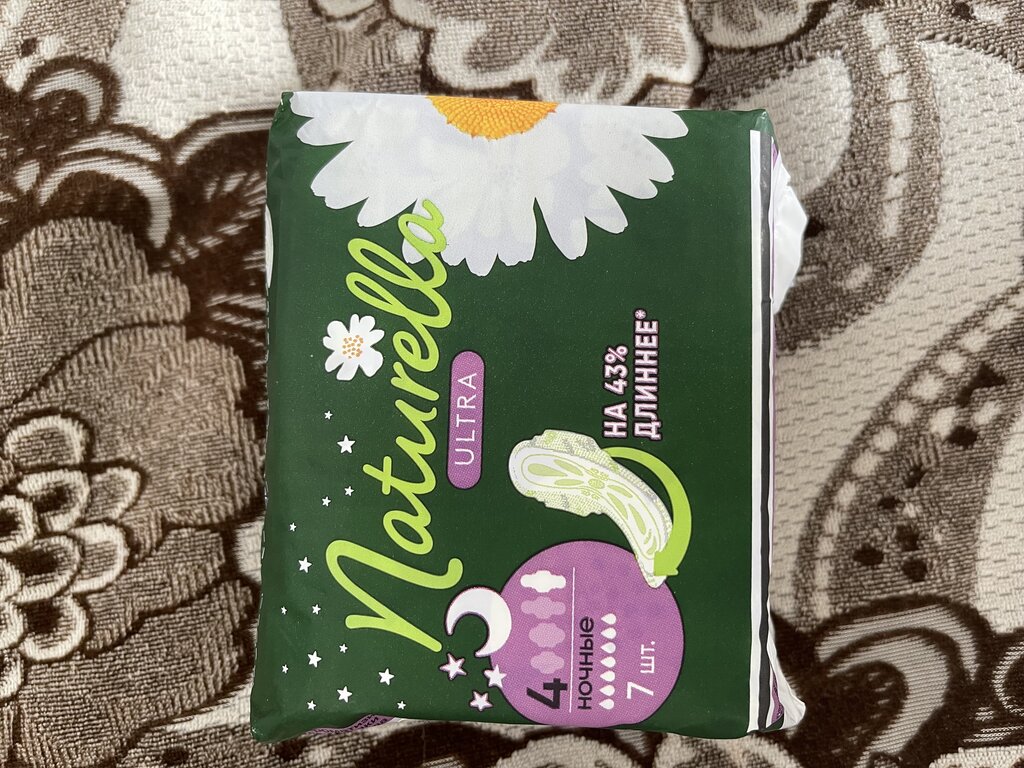 Naturella
ULTRA
НА 43%
ДЛИННЕЕ*
4
НОЧНЫЕ
7 шт.